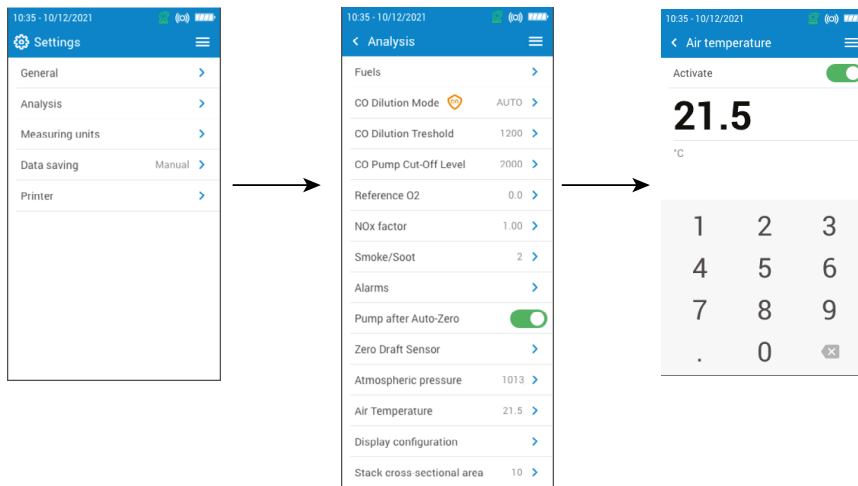 10:35 - 10/12/2021
Settings
General
Analysis
Measuring units
Data saving Manual
Printer
10:35 - 10/12/2021
Analysis
Fuels
CO Dilution Mode CO AUTO
CO Dilution Treshold 1200
CO Pump Cut-Off Level 2000
Reference O2 0.0
NOx factor 1.00
Smoke/Soot 2
Alarms
Pump after Auto-Zero
Zero Draft Sensor
Atmospheric pressure 1013
Air Temperature 21.5
Display configuration
Stack cross-sectional area 10
10:35 - 10/12/2021
Air temperature
Activate
21.5
°C
1 2 3
4 5 6
7 8 9
. 0